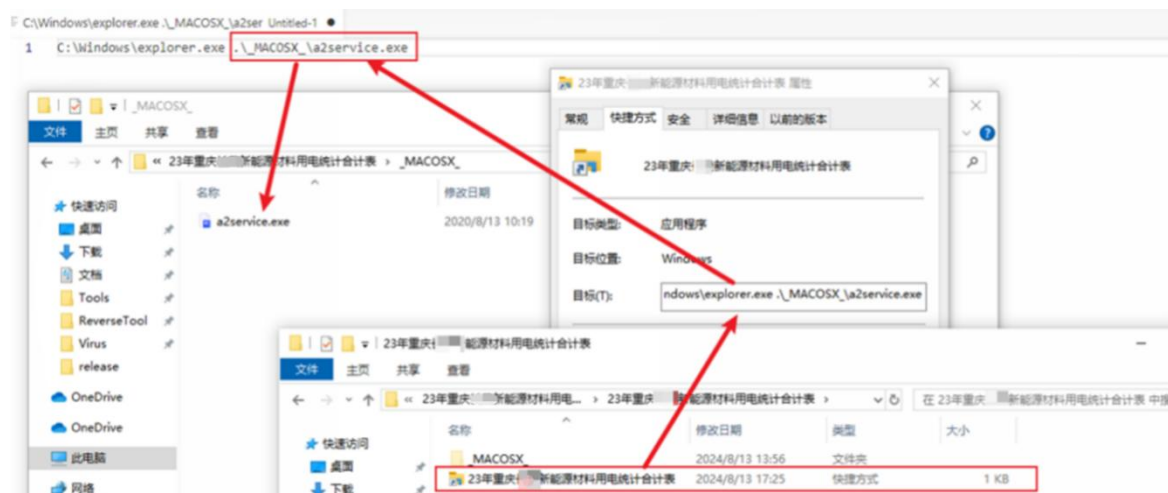 C:\Windows\explorer.exe .\_MACOSX_\a2ser Untitled-1 ●
1 C:\Windows\explorer.exe .\_MACOSX_\a2service.exe
23年重庆 新能源材料用电统计合计表 属性
常规 快捷方式 安全 详细信息 以前的版本
23年重庆 新能源材料用电统计合计表
目标类型: 应用程序
目标位置: Windows
目标(T): ndows\explorer.exe .\_MACOSX_\a2service.exe
_MACOSX_
文件 主页 共享 查看
« 23年重庆 新能源材料用电统计合计表 › _MACOSX_
名称 修改日期
a2service.exe 2020/8/13 10:19
快速访问
桌面
下载
文档
Tools
ReverseTool
Virus
release
OneDrive
OneDrive
此电脑
网络
23年重庆 能源材料用电统计合计表
文件 主页 共享 查看
« 23年重庆 新能源材料用电... › 23年重庆 新能源材料用电统计合计表 › 在 23年重庆 新能源材料用电统计合计表 中搜
名称 修改日期 类型 大小
快速访问
桌面
下载
_MACOSX_ 2024/8/13 13:56 文件夹
23年重庆 新能源材料用电统计合计表 2024/8/13 17:25 快捷方式 1 KB